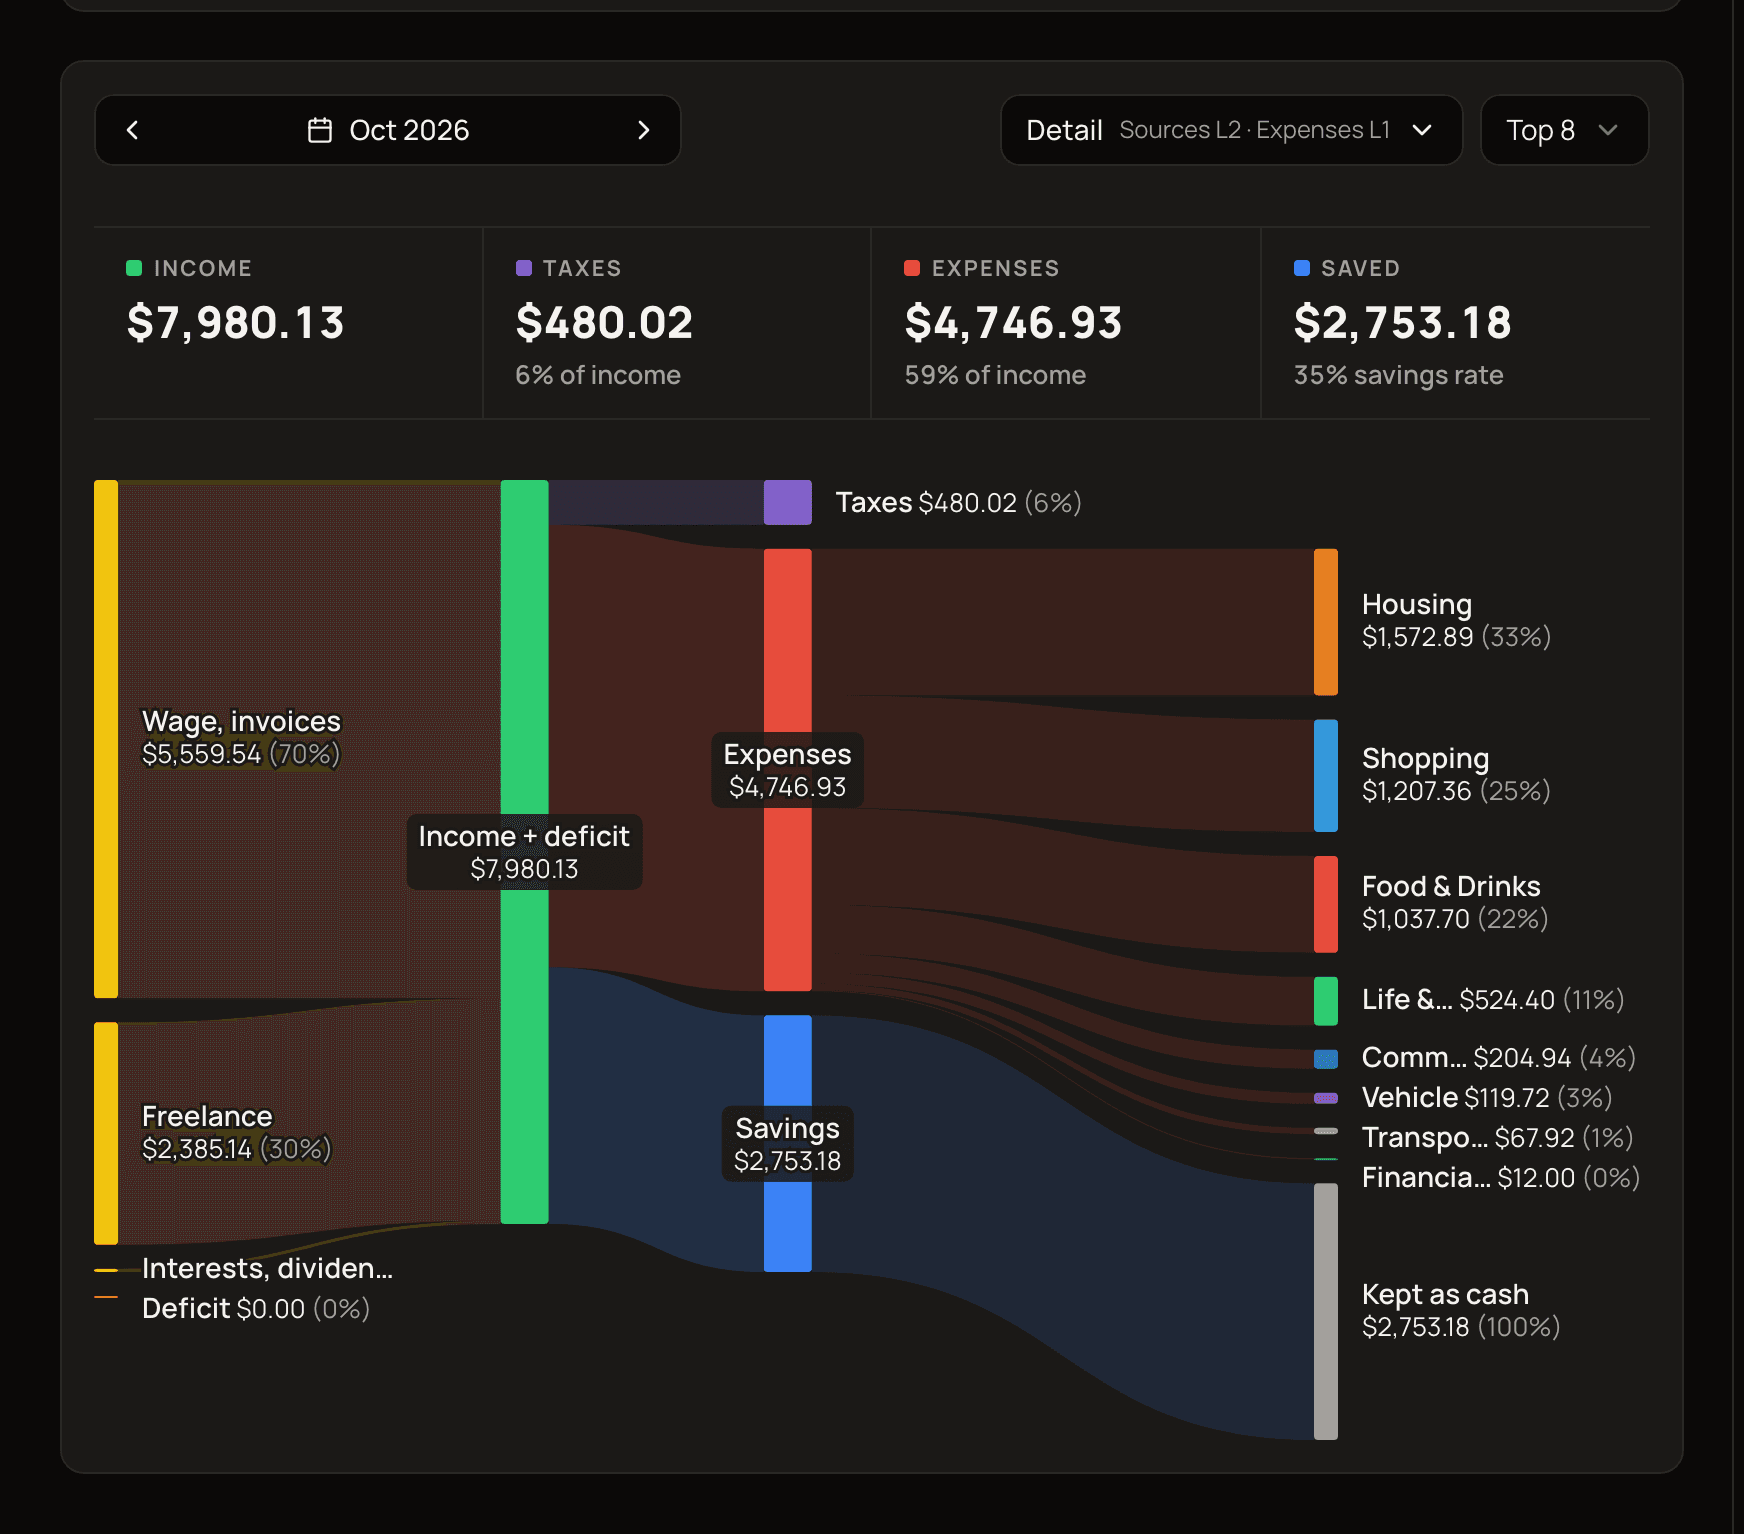 Oct 2026
Detail Sources L2 · Expenses L1
Top 8
INCOME
$7,980.13
TAXES
$480.02
6% of income
EXPENSES
$4,746.93
59% of income
SAVED
$2,753.18
35% savings rate
Wage, invoices
$5,559.54 (70%)
Freelance
$2,385.14 (30%)
Interests, dividen...
Deficit $0.00 (0%)
Income + deficit
$7,980.13
Taxes $480.02 (6%)
Expenses
$4,746.93
Savings
$2,753.18
Housing
$1,572.89 (33%)
Shopping
$1,207.36 (25%)
Food & Drinks
$1,037.70 (22%)
Life &... $524.40 (11%)
Comm... $204.94 (4%)
Vehicle $119.72 (3%)
Transpo... $67.92 (1%)
Financia... $12.00 (0%)
Kept as cash
$2,753.18 (100%)